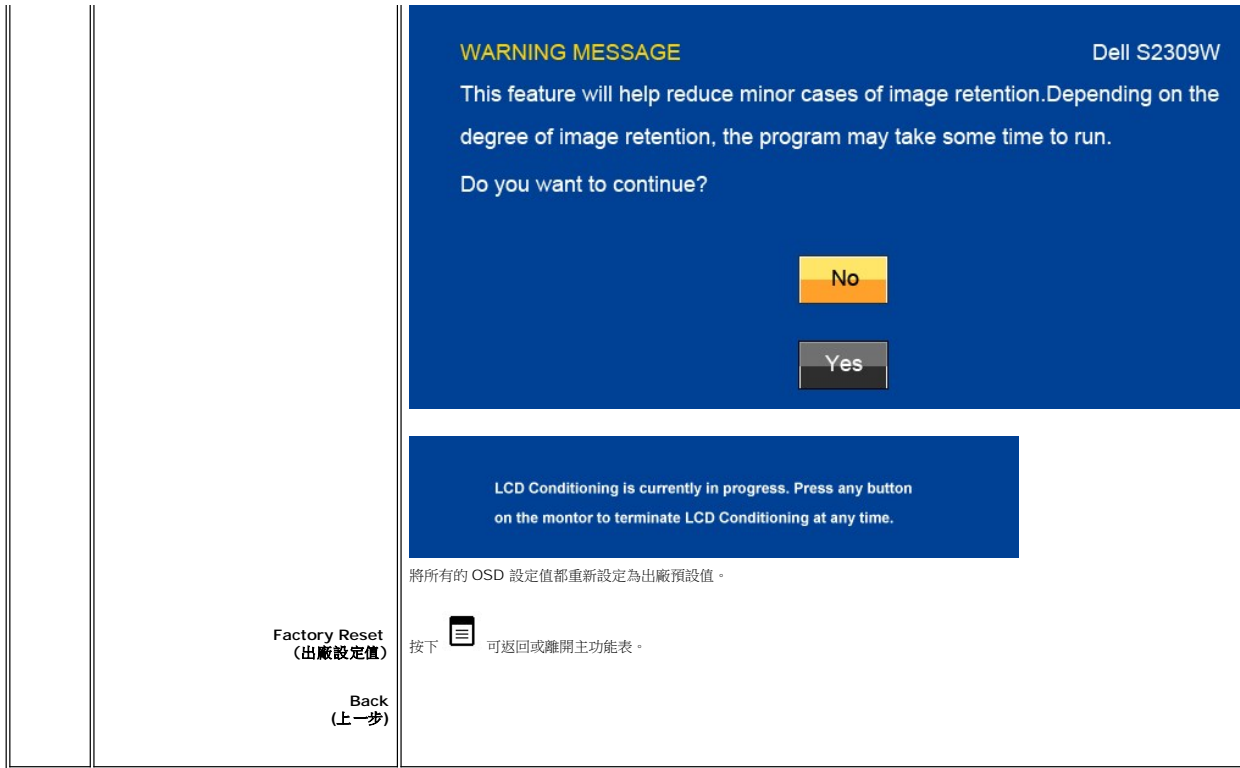 WARNING MESSAGE Dell S2309W
This feature will help reduce minor cases of image retention.Depending on the
degree of image retention, the program may take some time to run.
Do you want to continue?
No
Yes
LCD Conditioning is currently in progress. Press any button
on the montor to terminate LCD Conditioning at any time.
將所有的 OSD 設定值都重新設定為出廠預設值。
Factory Reset
（出廠設定值）
按下 可返回或離開主功能表。
Back
(上一步)